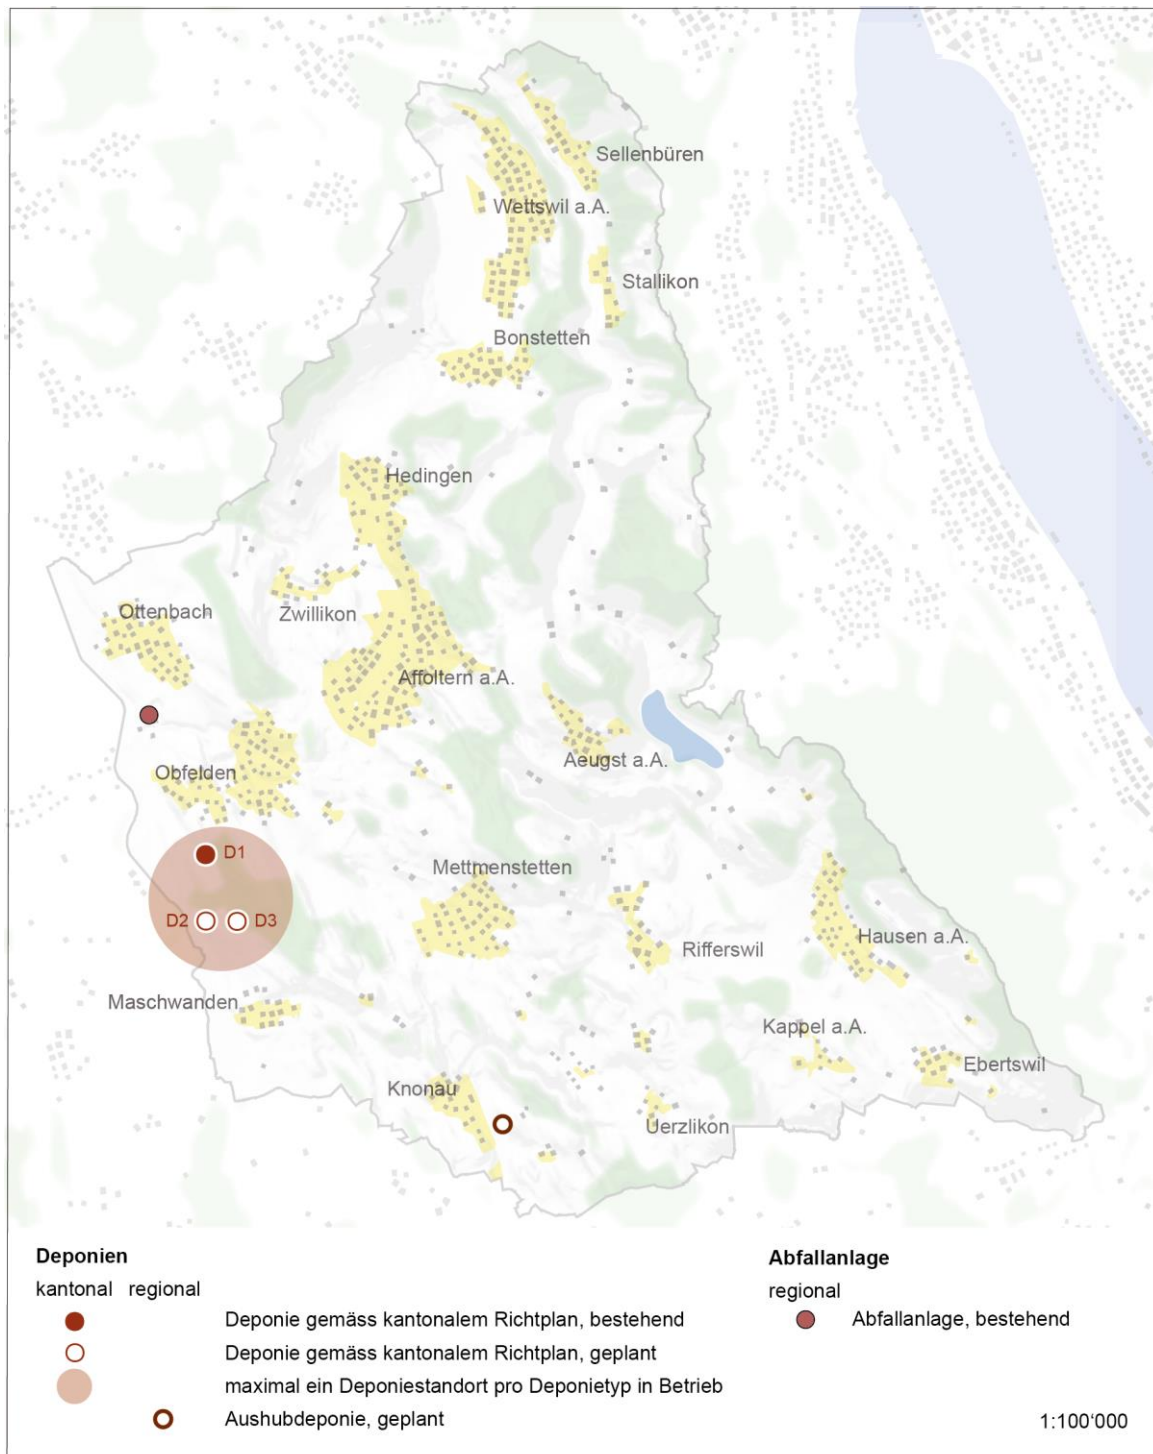 Sellenbüren
Wettswil a.A.
Stallikon
Bonstetten
Hedingen
Ottenbach
Zwillikon
Affoltern a.A.
Aeugst a.A.
Obfelden
D1
Mettmenstetten
D2
D3
Hausen a.A.
Rifferswil
Maschwanden
Kappel a.A.
Ebertswil
Knonau
Uerzlikon
Deponien
kantonal regional
Deponie gemäss kantonalem Richtplan, bestehend
Deponie gemäss kantonalem Richtplan, geplant
maximal ein Deponiestandort pro Deponietyp in Betrieb
Aushubdeponie, geplant
Abfallanlage
regional
Abfallanlage, bestehend
1:100‘000